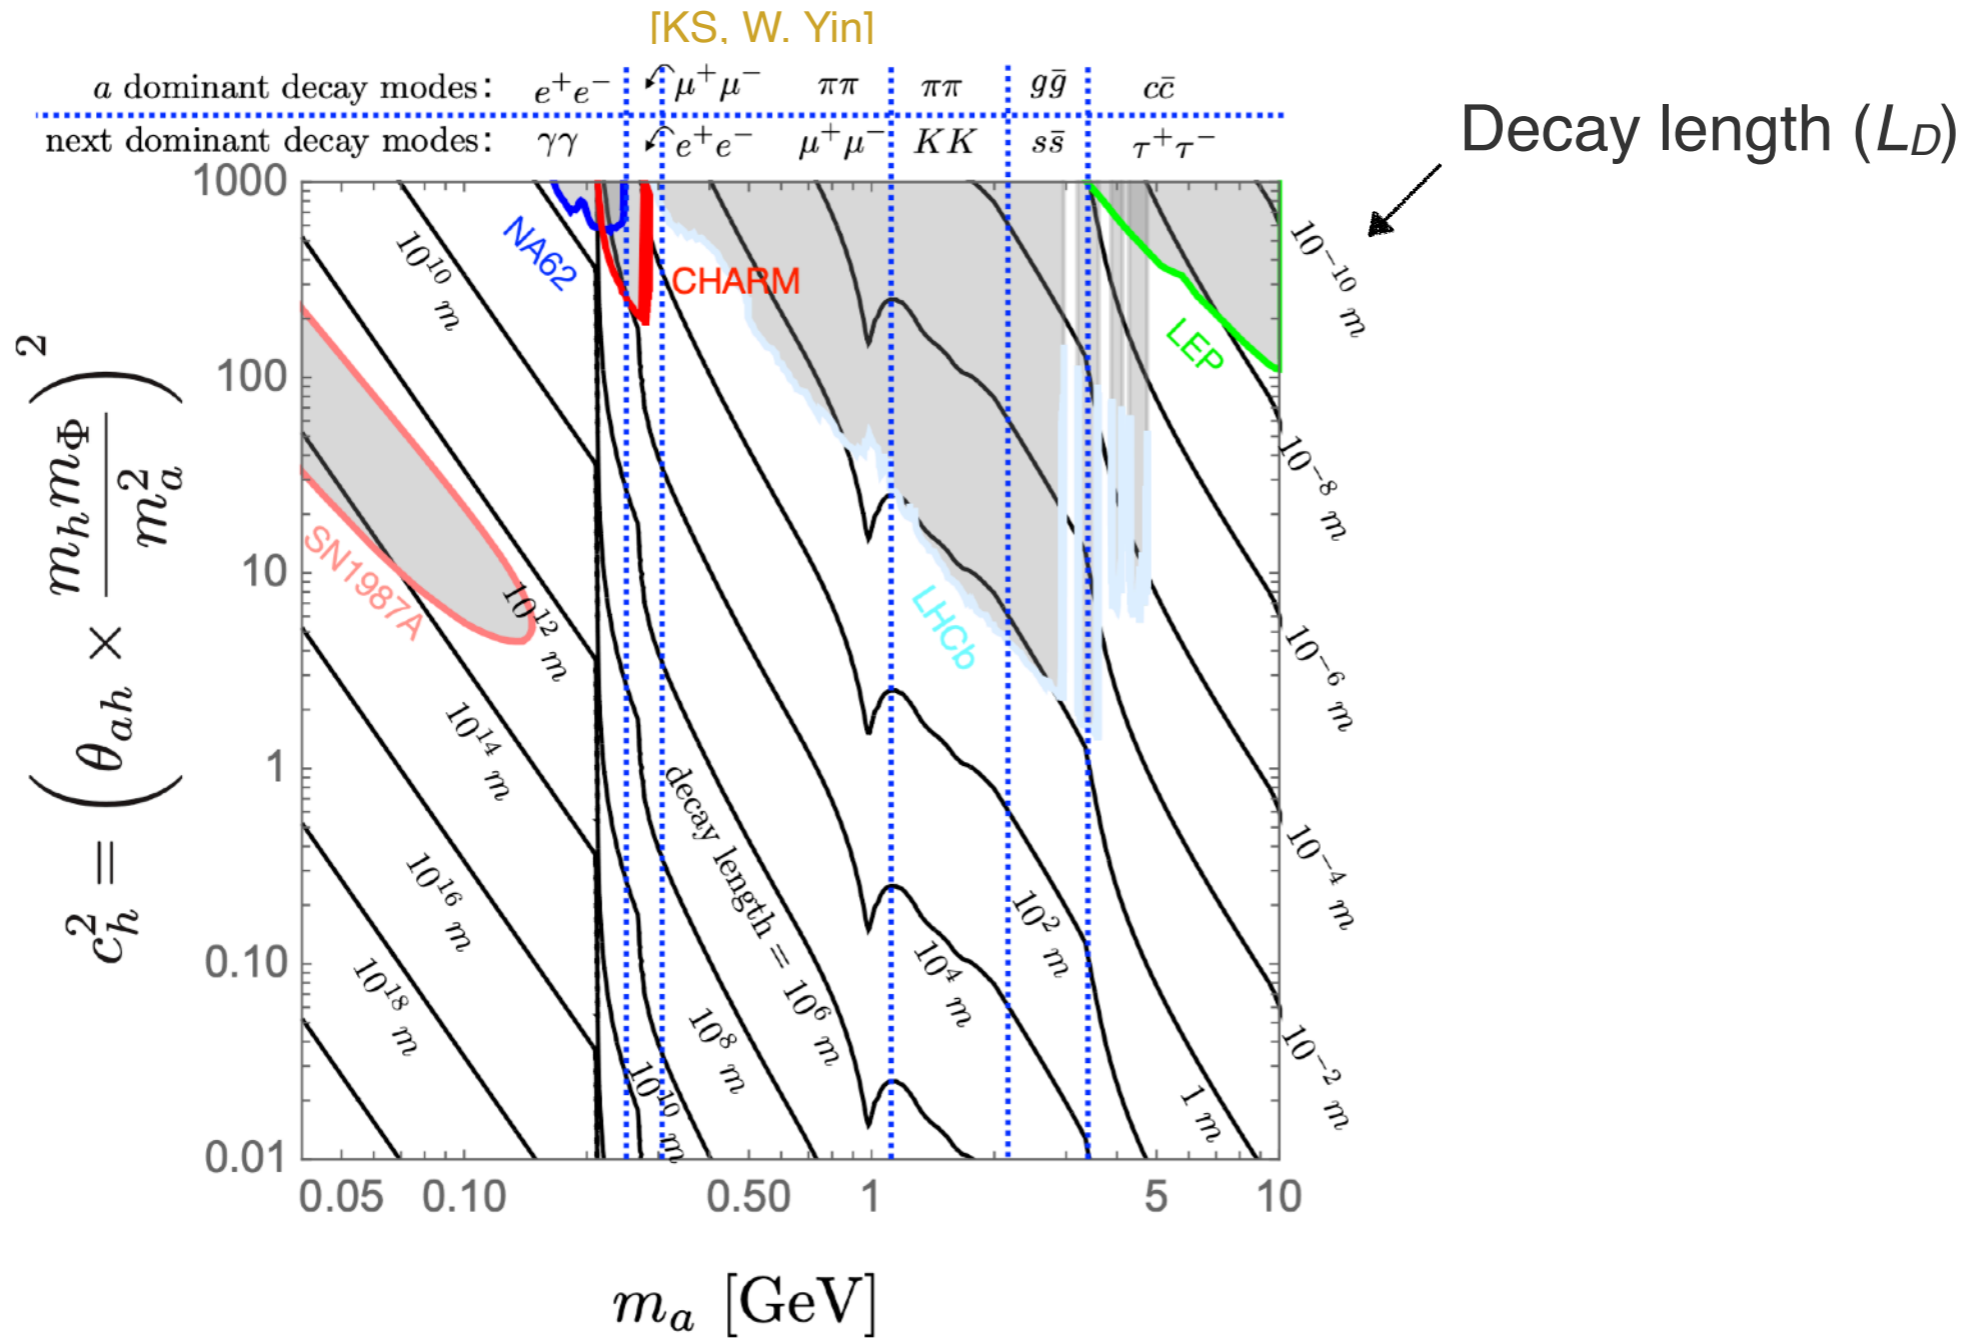 [KS, W. Yin]
a dominant decay modes: e⁺e⁻ μ⁺μ⁻ ππ ππ gḡ cc̄
next dominant decay modes: γγ e⁺e⁻ μ⁺μ⁻ KK ss̄ τ⁺τ⁻
Decay length (L_D)
1000
100
10
1
0.10
0.01
c_h² = ( θ_ah × m_h m_Φ / m_a² )²
10¹⁰ m
NA62
CHARM
LEP
10⁻¹⁰ m
SN1987A
10¹² m
LHCb
10⁻⁸ m
10⁻⁶ m
10¹⁴ m
decay length = 10⁶ m
10⁻⁴ m
10¹⁶ m
10² m
10⁴ m
10¹⁸ m
10⁸ m
10¹⁰ m
1 m
10⁻² m
0.05 0.10 0.50 1 5 10
m_a [GeV]